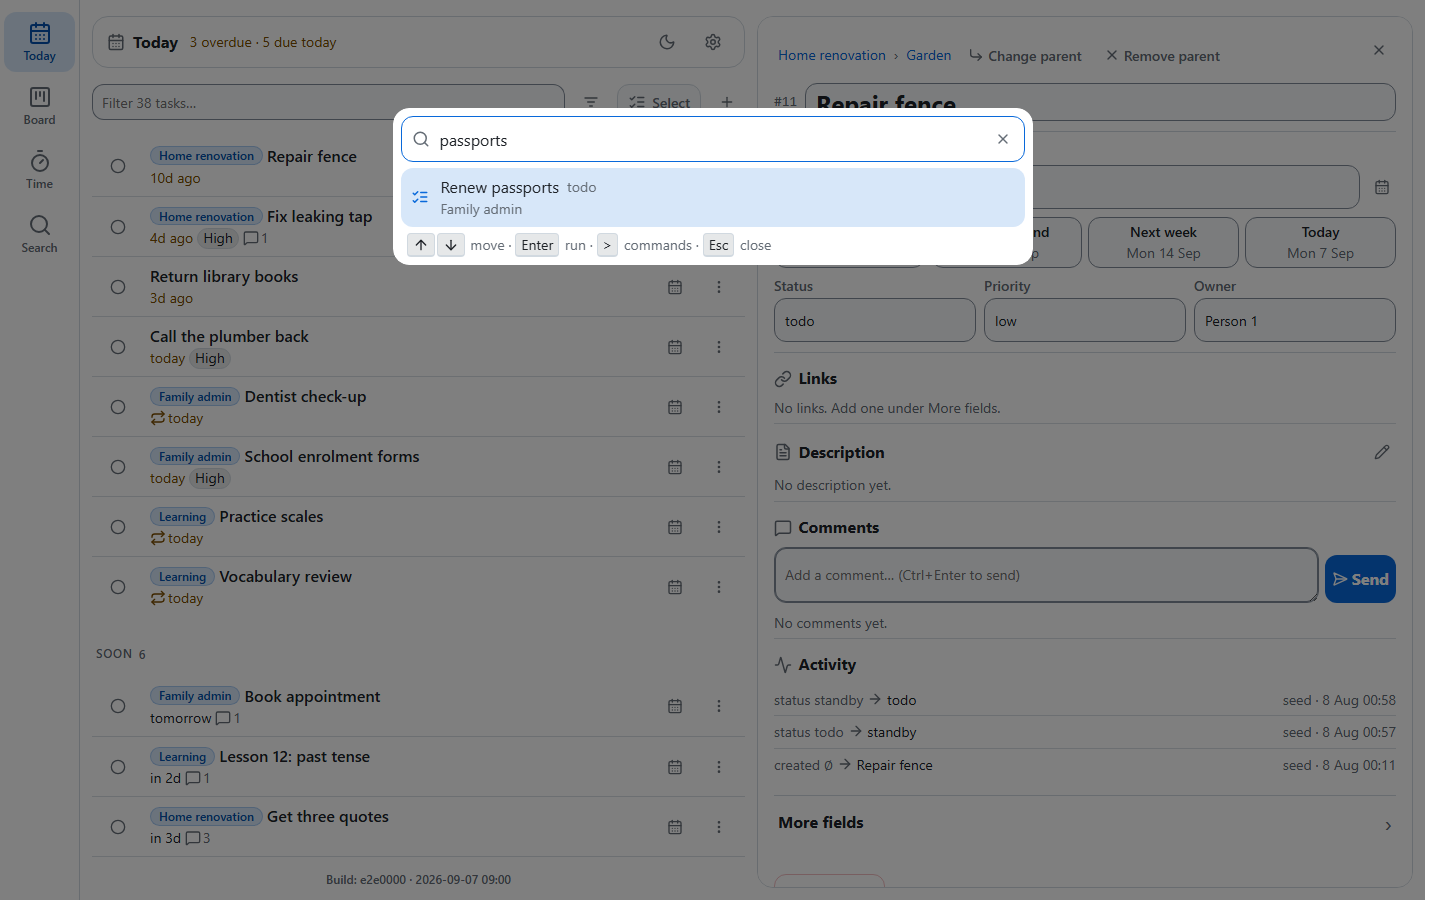 Today
Board
Time
Search
Today 3 overdue · 5 due today
Filter 38 tasks...
Select
Home renovation Repair fence
10d ago
Home renovation Fix leaking tap
4d ago High 1
Return library books
3d ago
Call the plumber back
today High
Family admin Dentist check-up
today
Family admin School enrolment forms
today High
Learning Practice scales
today
Learning Vocabulary review
today
SOON 6
Family admin Book appointment
tomorrow 1
Learning Lesson 12: past tense
in 2d 1
Home renovation Get three quotes
in 3d 3
Build: e2e0000 · 2026-09-07 09:00
passports
Renew passports todo
Family admin
↑ ↓ move · Enter run · > commands · Esc close
Home renovation › Garden Change parent Remove parent
#11 Repair fence
Next week
Mon 14 Sep
Today
Mon 7 Sep
Status Priority Owner
todo low Person 1
Links
No links. Add one under More fields.
Description
No description yet.
Comments
Add a comment... (Ctrl+Enter to send)
Send
No comments yet.
Activity
status standby → todo seed · 8 Aug 00:58
status todo → standby seed · 8 Aug 00:57
created ∅ → Repair fence seed · 8 Aug 00:11
More fields